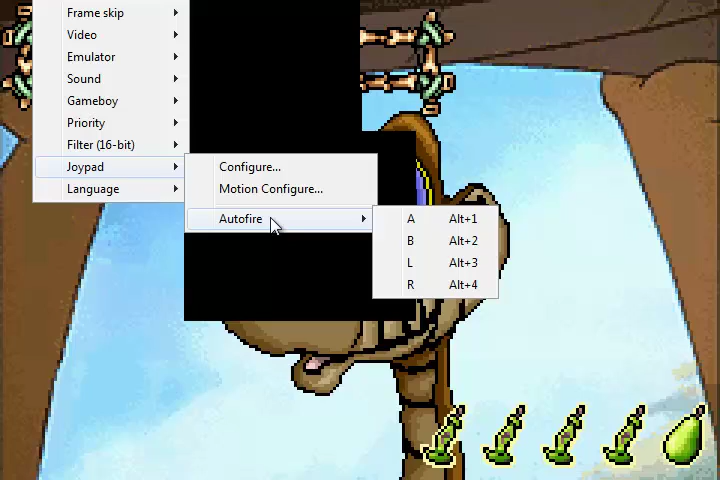 Frame skip
Video
Emulator
Sound
Gameboy
Priority
Filter (16-bit)
Joypad
Language
Configure...
Motion Configure...
Autofire
A Alt+1
B Alt+2
L Alt+3
R Alt+4